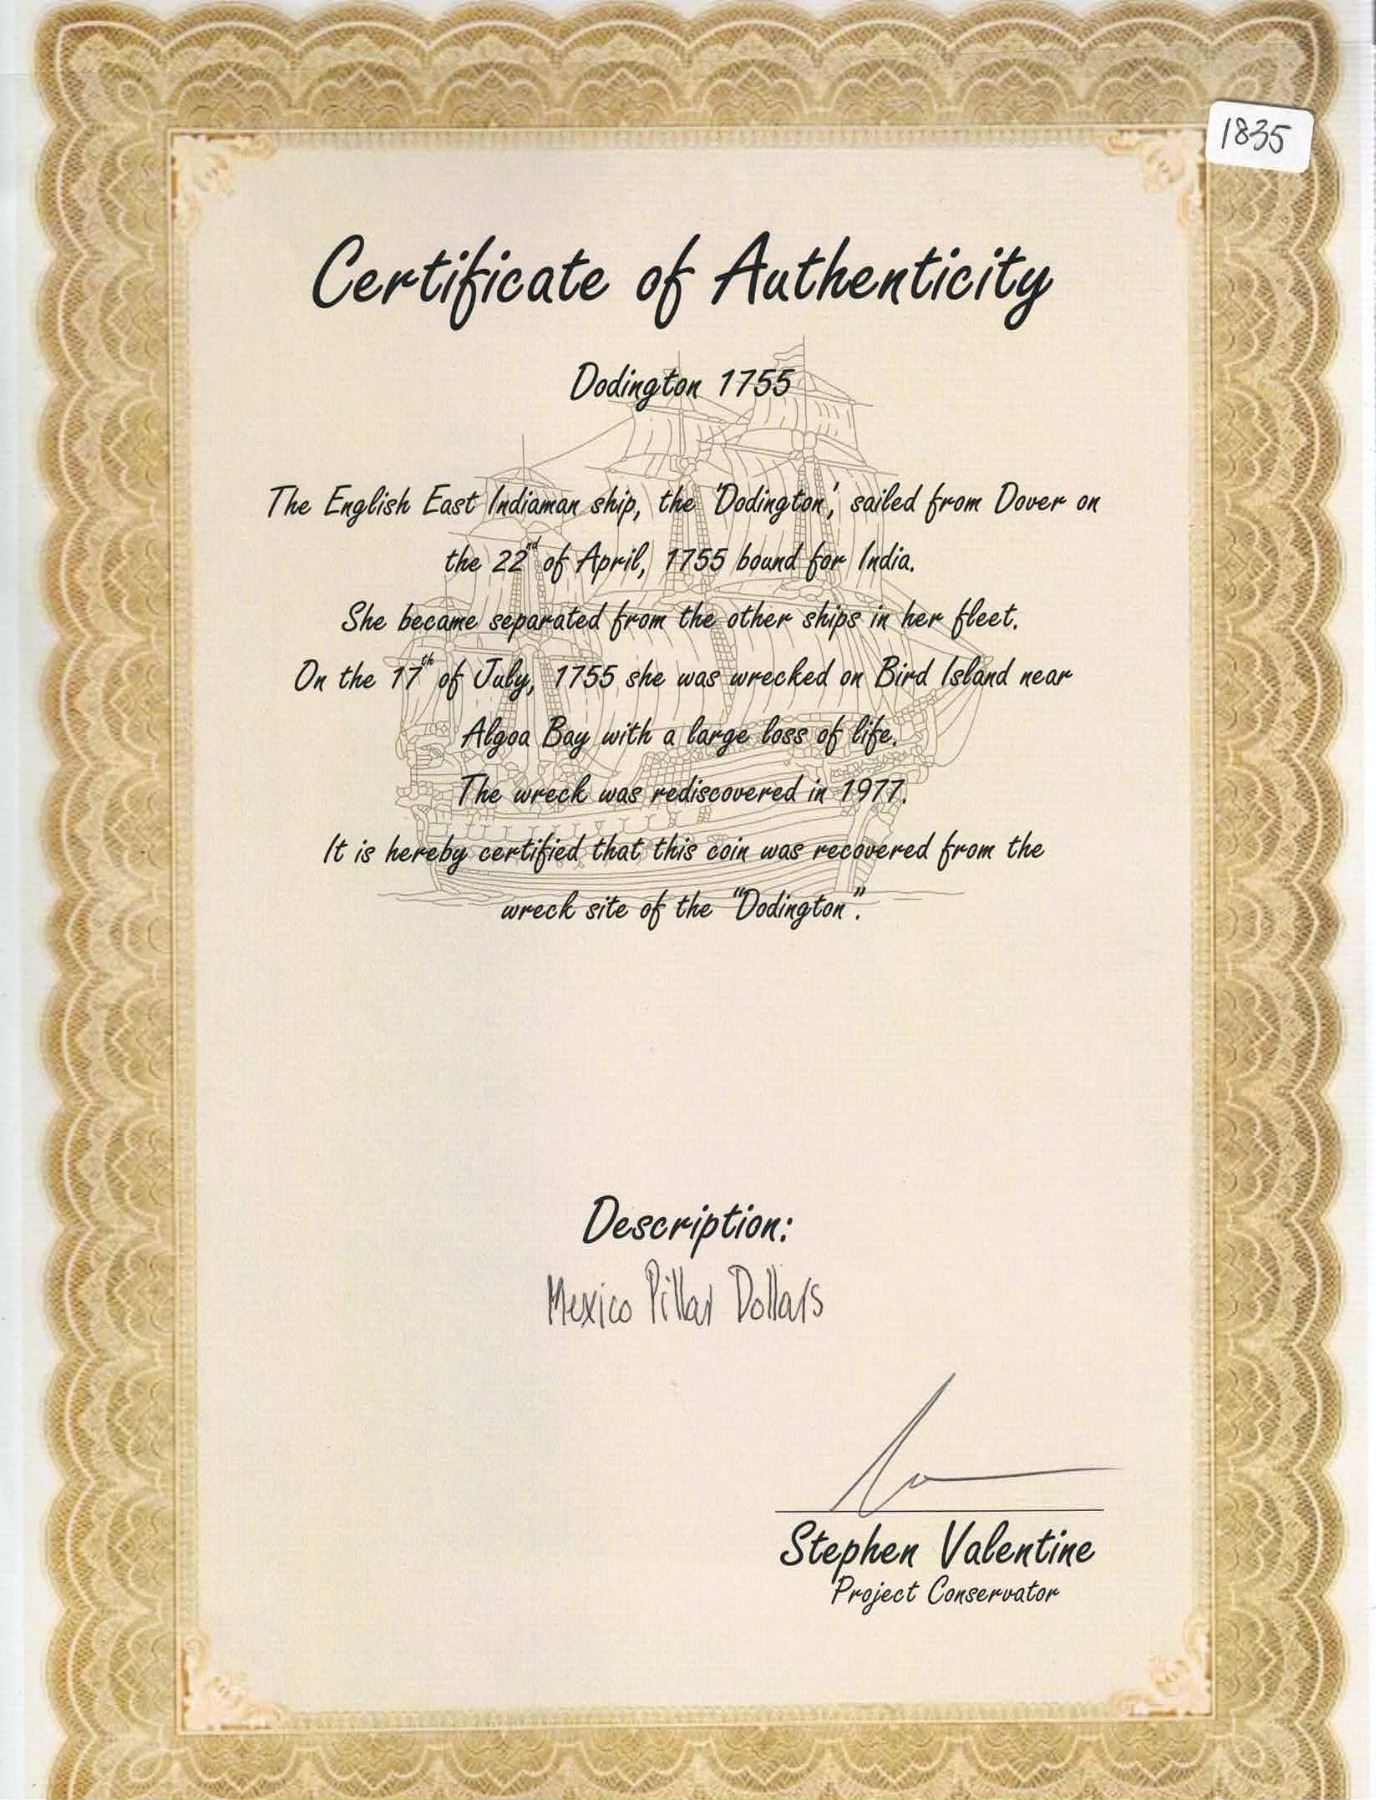 1835
Certificate of Authenticity
Dodington 1755
The English East Indiaman ship, the 'Dodington', sailed from Dover on
the 22nd of April, 1755 bound for India.
She became separated from the other ships in her fleet.
On the 17th of July, 1755 she was wrecked on Bird Island near
Algoa Bay with a large loss of life.
The wreck was rediscovered in 1977.
It is hereby certified that this coin was recovered from the
wreck site of the "Dodington".
Description:
Mexico Pillar Dollars
Stephen Valentine
Project Conservator